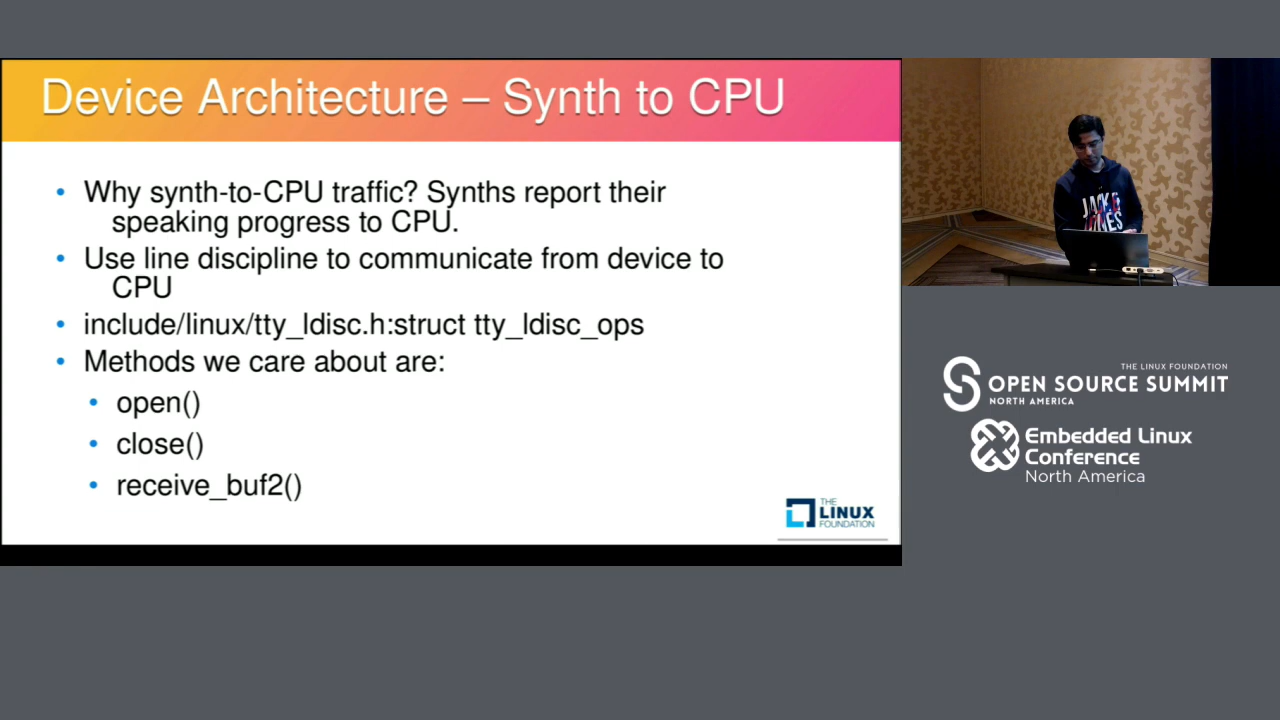 Device Architecture – Synth to CPU
• Why synth-to-CPU traffic? Synths report their
speaking progress to CPU.
• Use line discipline to communicate from device to
CPU
• include/linux/tty_ldisc.h:struct tty_ldisc_ops
• Methods we care about are:
• open()
• close()
• receive_buf2()
THE
LINUX
FOUNDATION
JACK &
JONES
THE LINUX FOUNDATION
OPEN SOURCE SUMMIT
NORTH AMERICA
Embedded Linux
Conference
North America